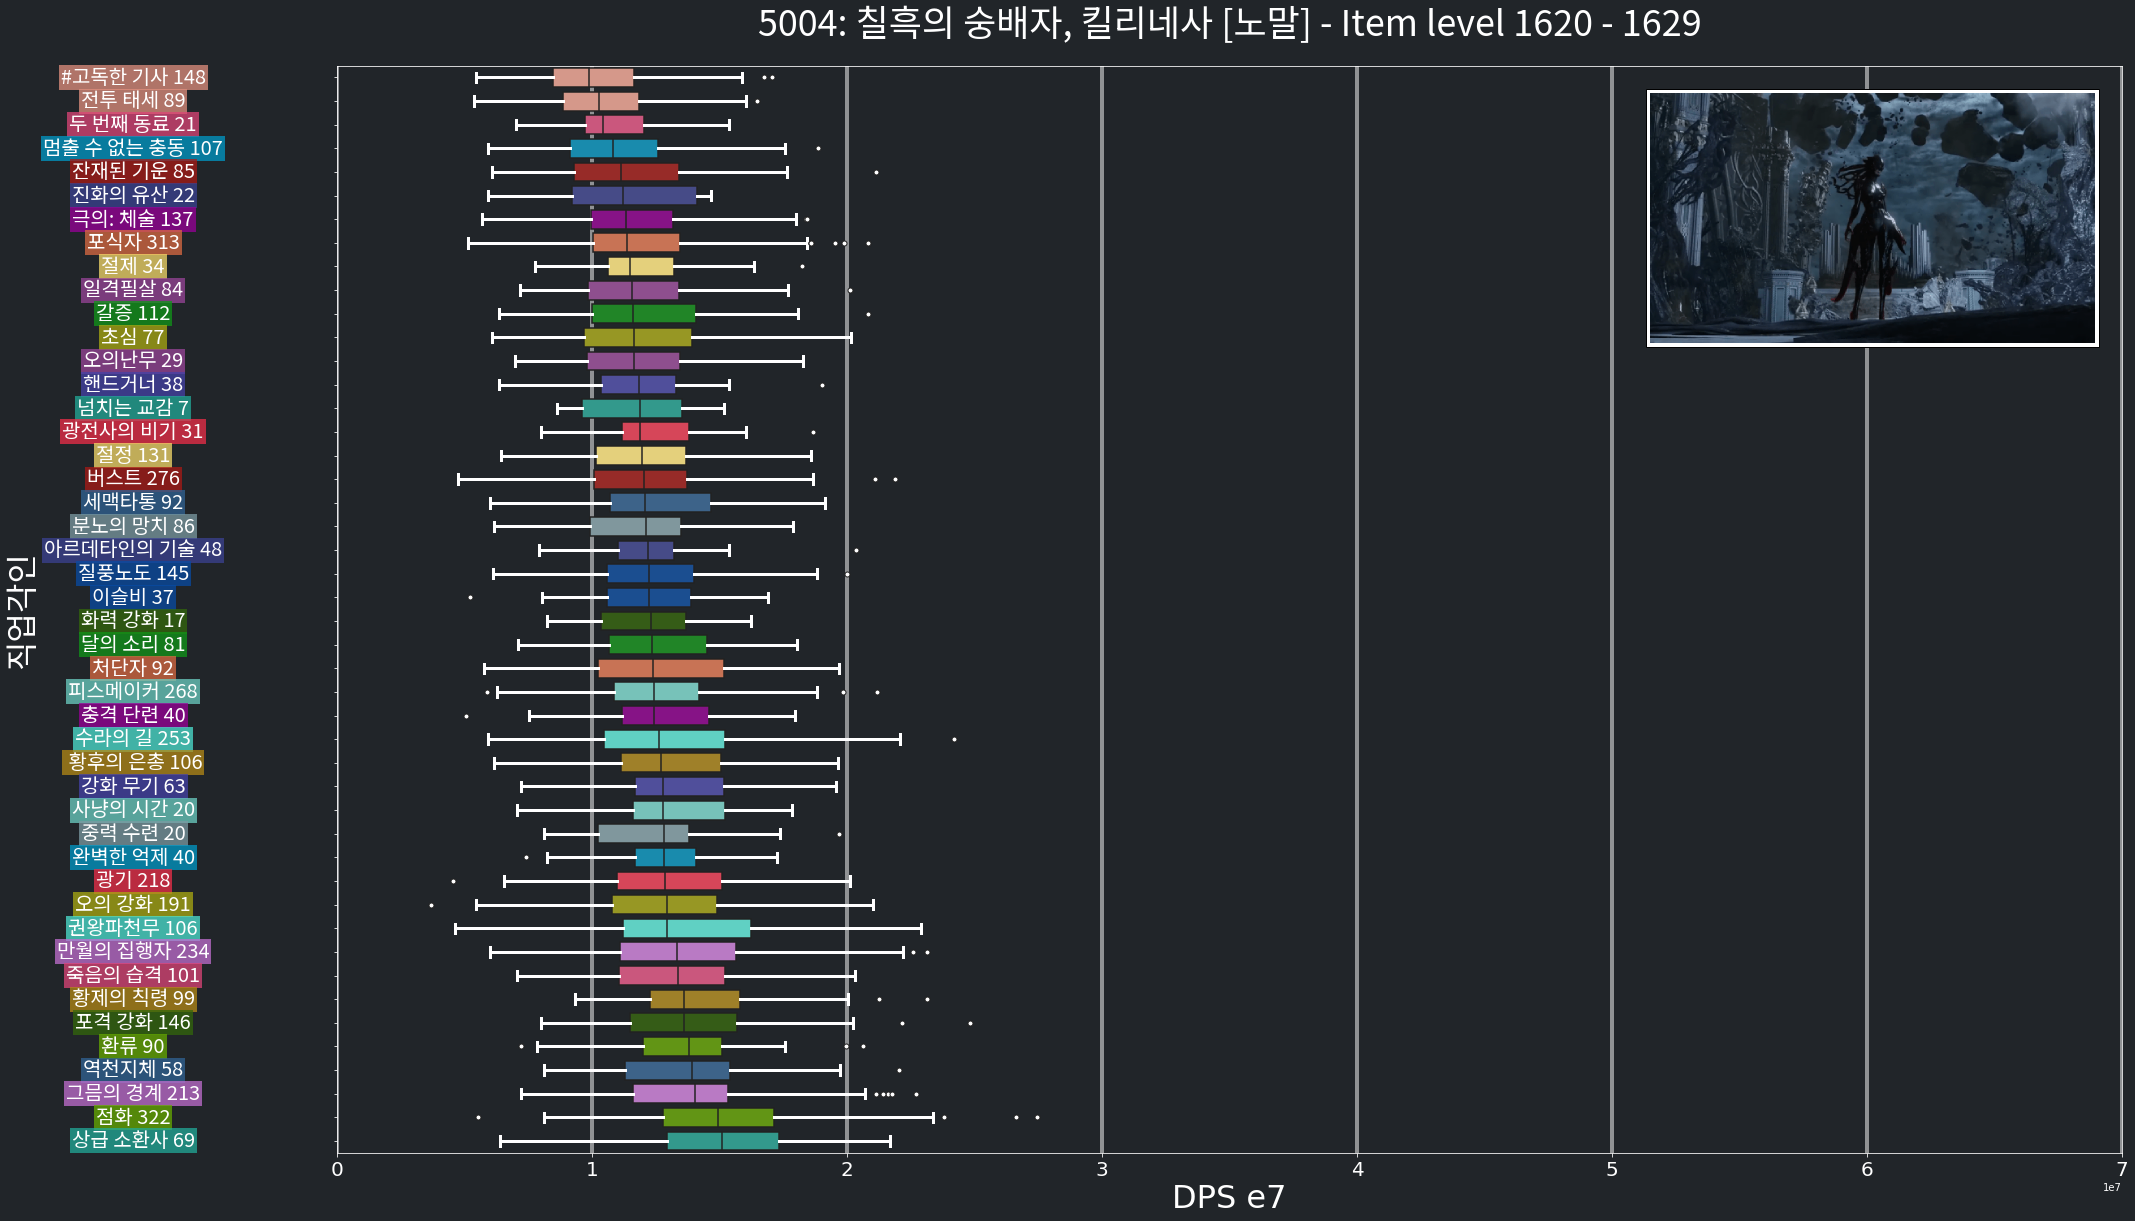 5004: 칠흑의 숭배자, 킬리네사 [노말] - Item level 1620 - 1629
#고독한 기사 148
전투 태세 89
두 번째 동료 21
멈출 수 없는 충동 107
잔재된 기운 85
진화의 유산 22
극의: 체술 137
포식자 313
절제 34
일격필살 84
갈증 112
초심 77
오의난무 29
핸드거너 38
넘치는 교감 7
광전사의 비기 31
절정 131
버스트 276
세맥타통 92
분노의 망치 86
아르데타인의 기술 48
질풍노도 145
이슬비 37
화력 강화 17
달의 소리 81
처단자 92
피스메이커 268
충격 단련 40
수라의 길 253
황후의 은총 106
강화 무기 63
사냥의 시간 20
중력 수련 20
완벽한 억제 40
광기 218
오의 강화 191
권왕파천무 106
만월의 집행자 234
죽음의 습격 101
황제의 칙령 99
포격 강화 146
환류 90
역천지체 58
그믐의 경계 213
점화 322
상급 소환사 69
직업각인
0 1 2 3 4 5 6 7
1e7
DPS e7